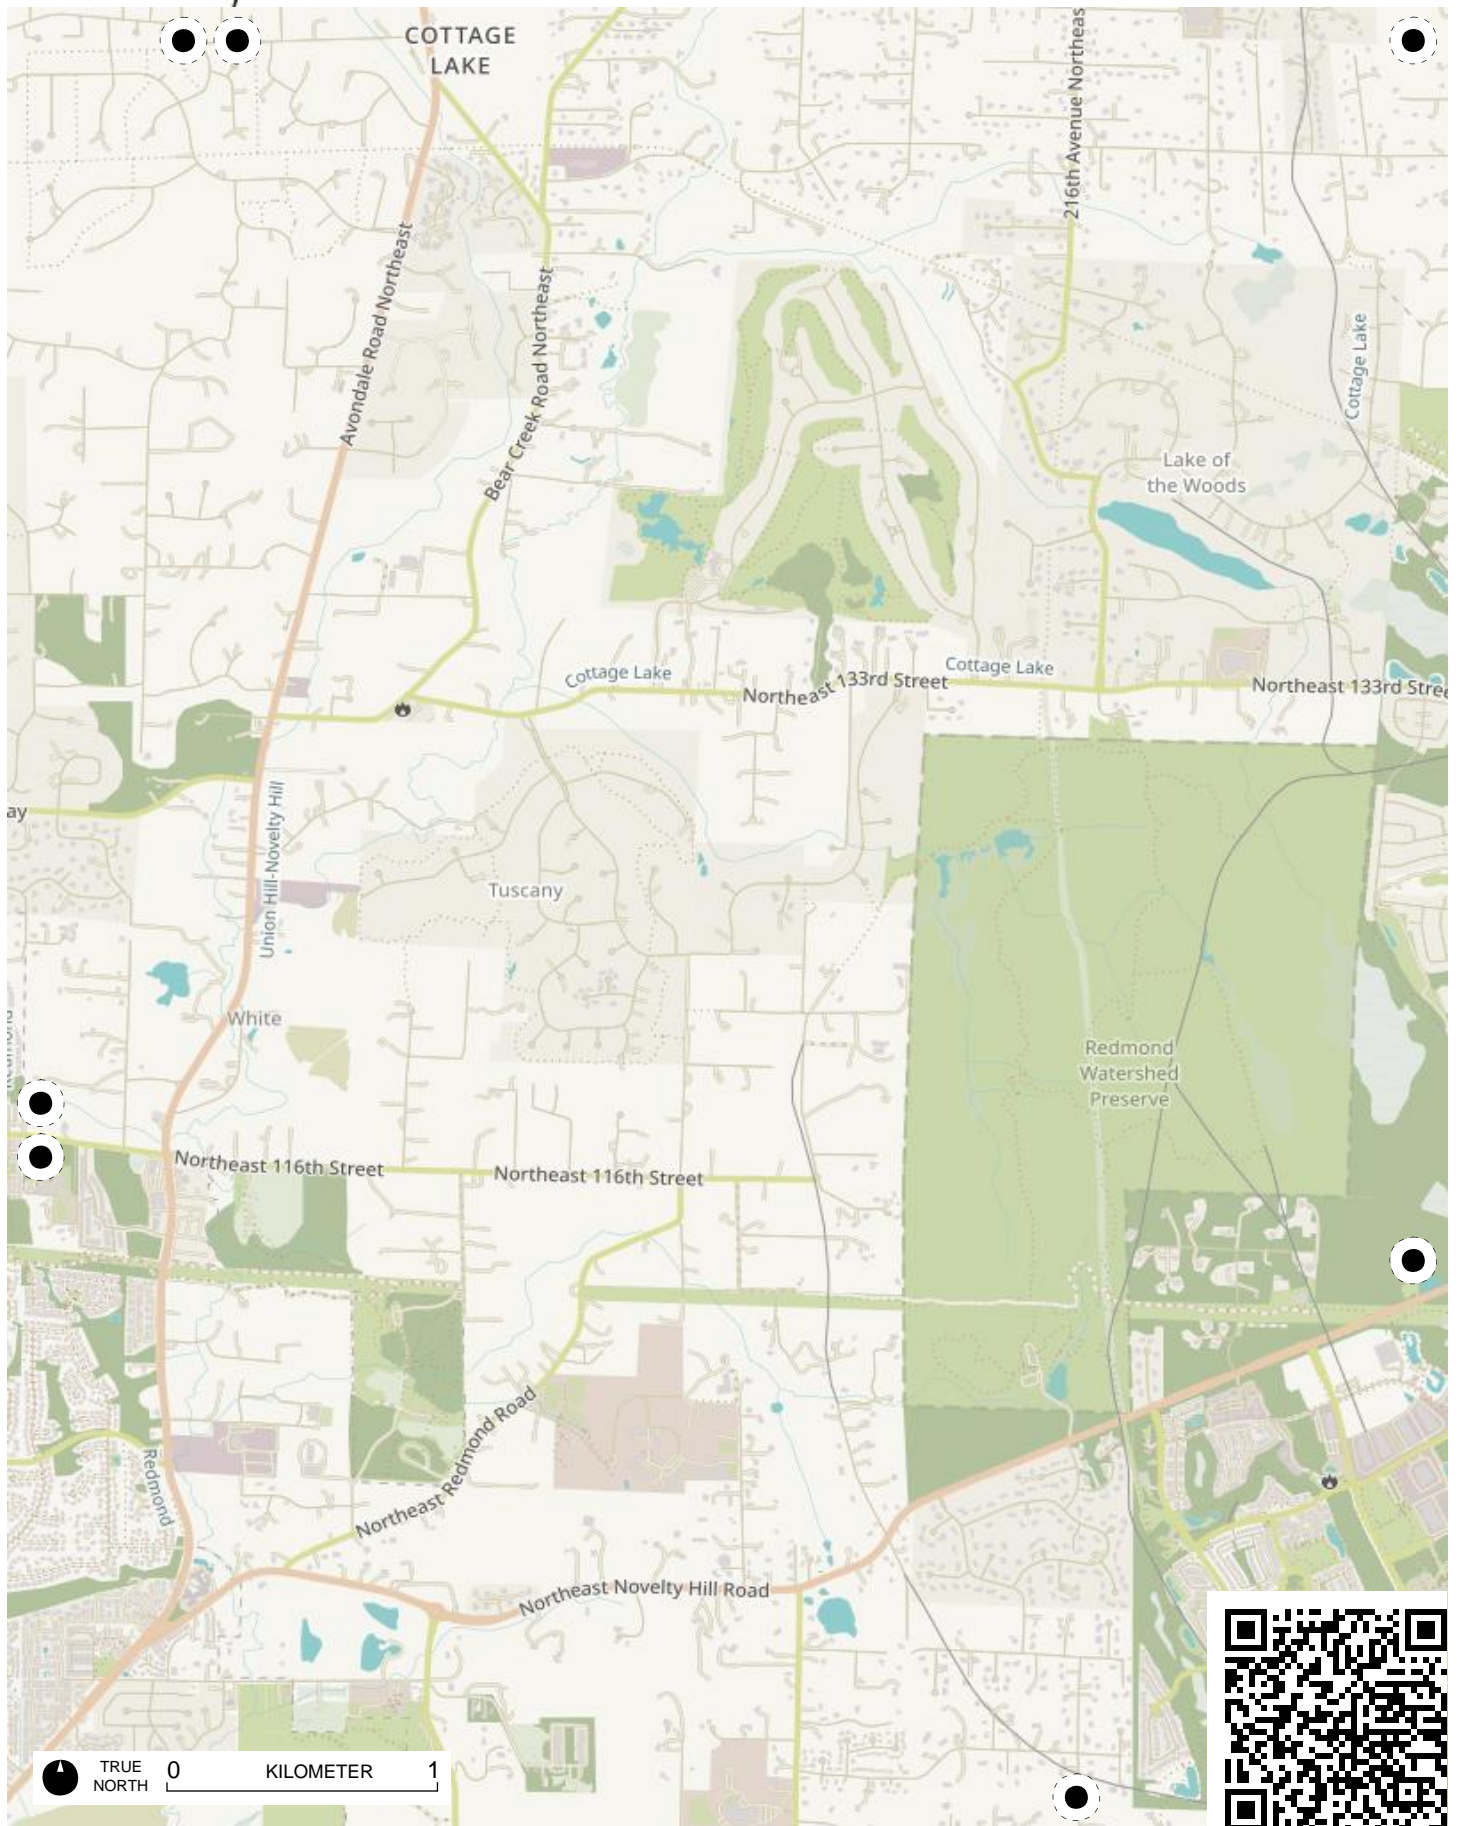 COTTAGE
LAKE
216th Avenue Northeas
Avondale Road Northeast
Bear Creek Road Northeast
Cottage Lake
Lake of
the Woods
Cottage Lake
Cottage Lake
Northeast 133rd Street
Northeast 133rd Stree
ay
Union Hill-Novelty Hill
Tuscany
White
Redmond
Watershed
Preserve
Northeast 116th Street
Northeast 116th Street
Northeast Redmond Road
Redmond
Northeast Novelty Hill Road
TRUE
NORTH
0 KILOMETER 1